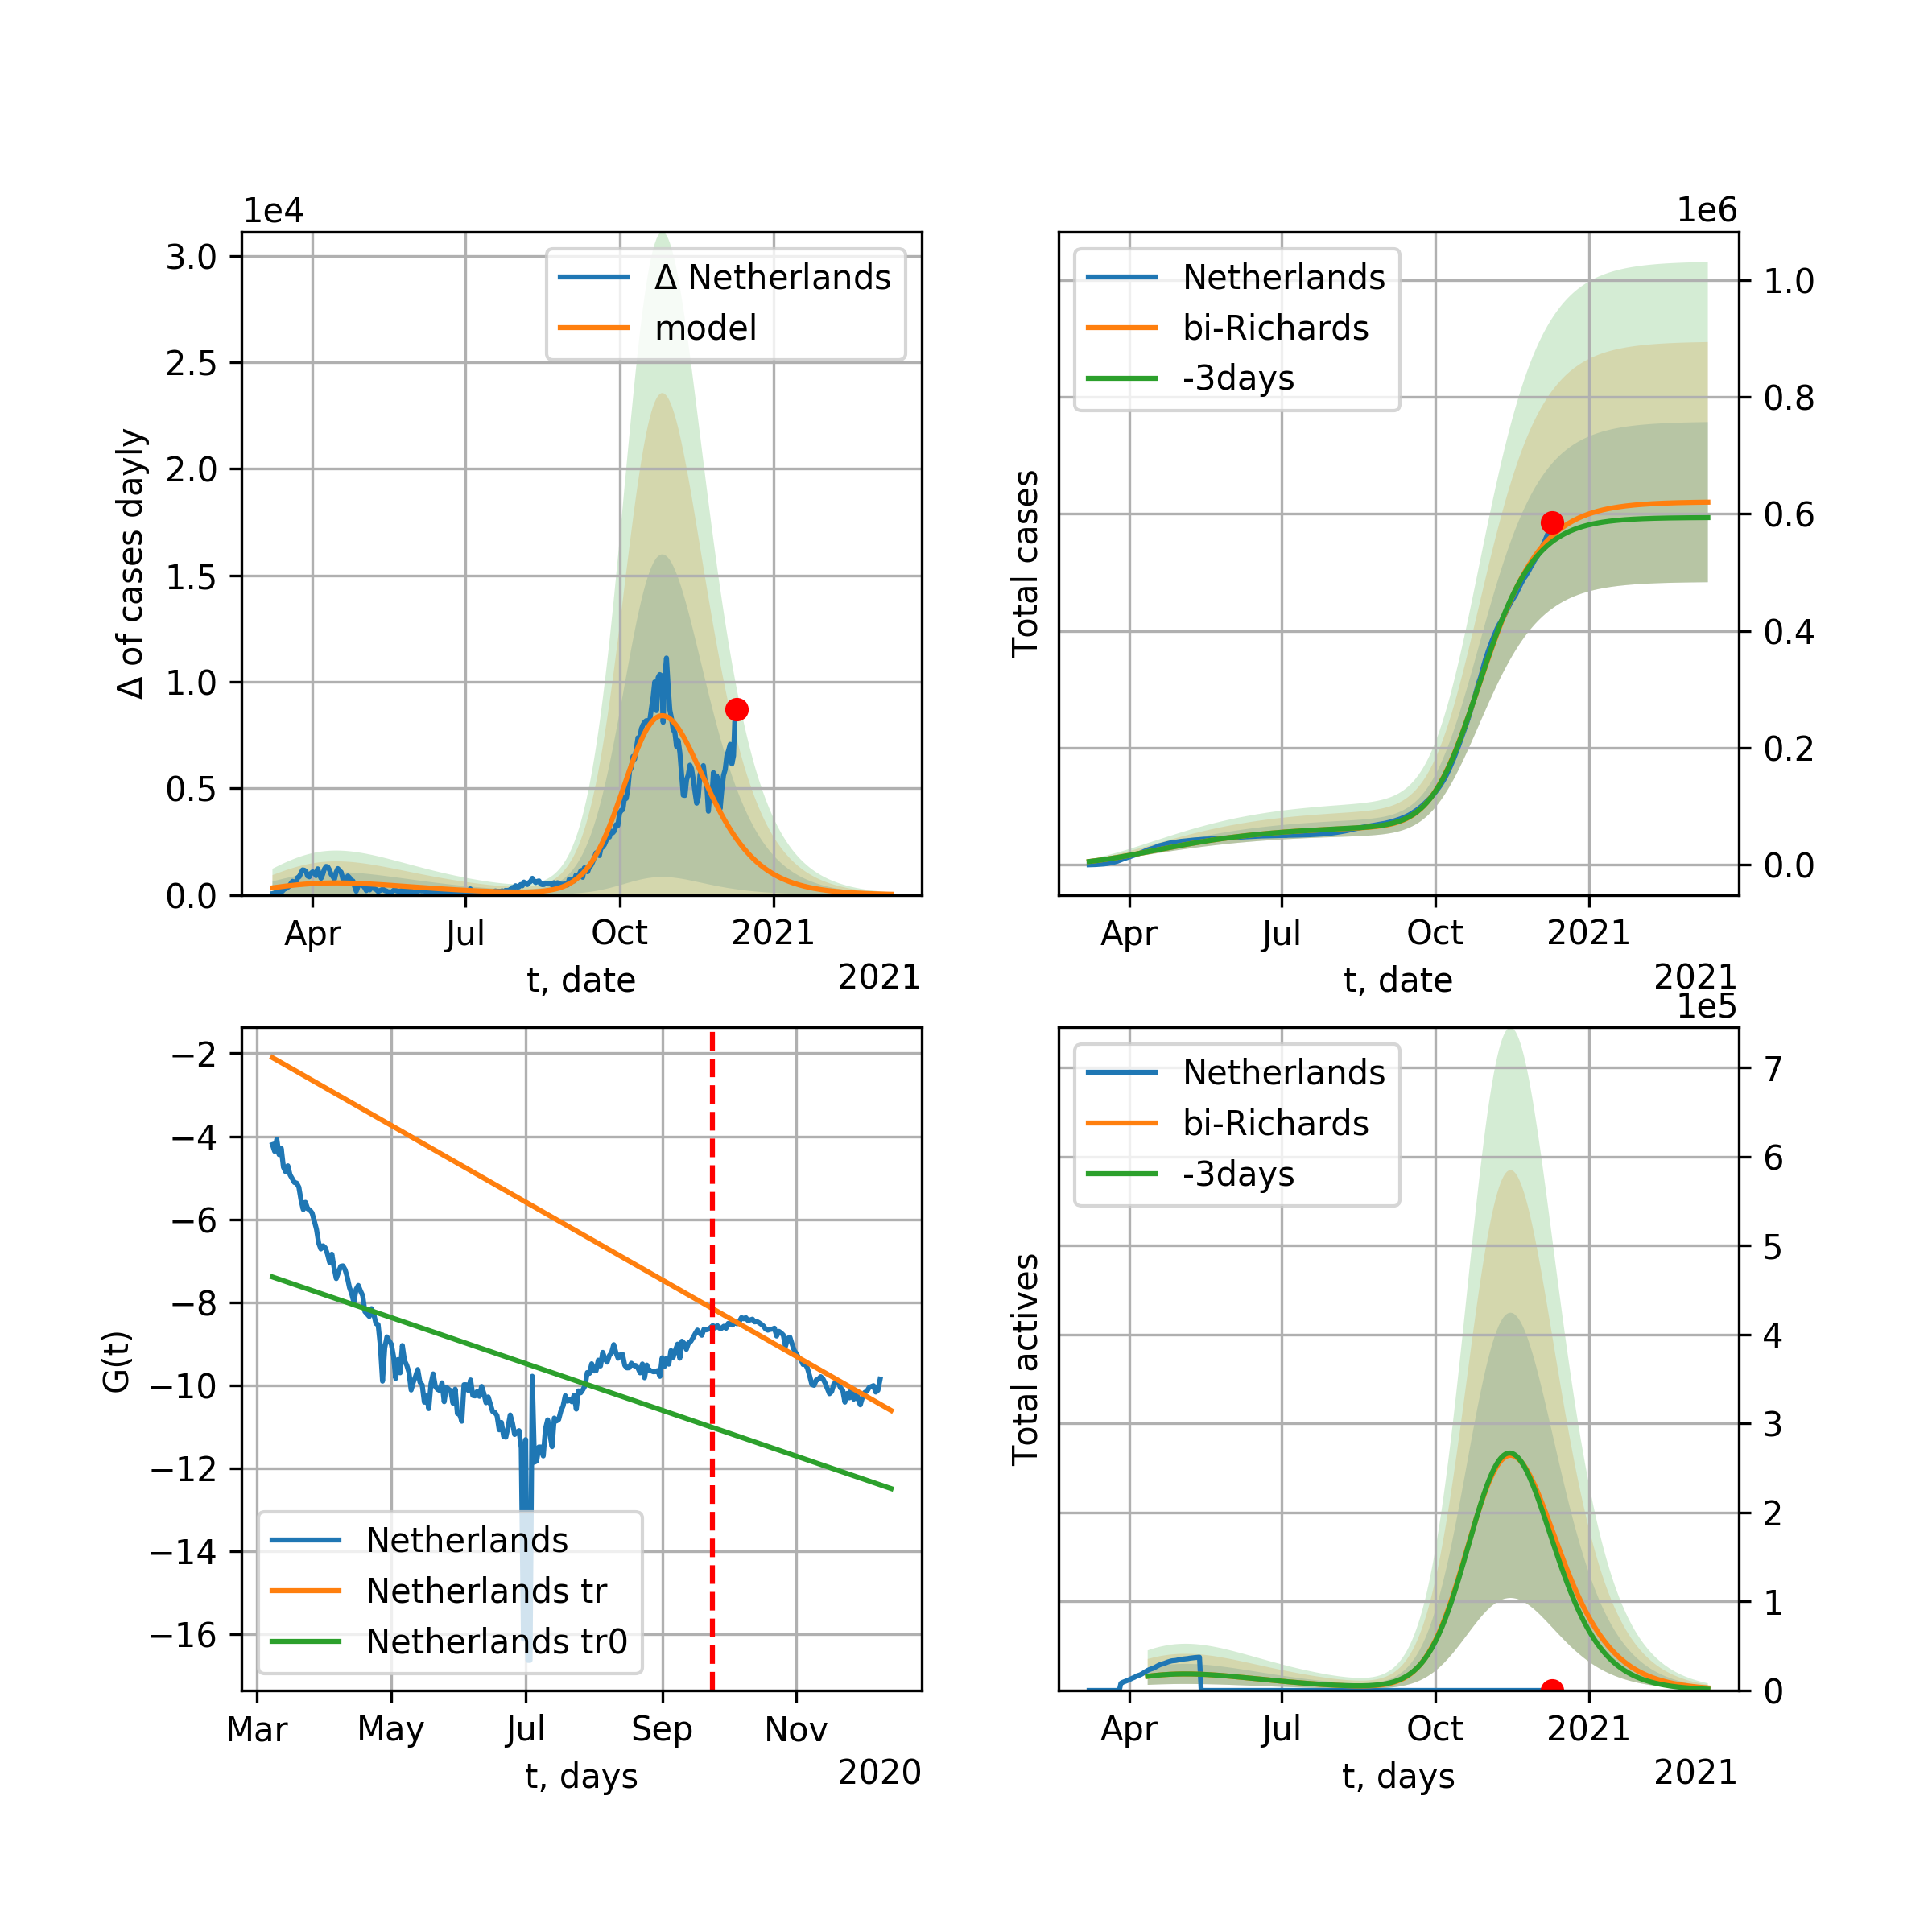 1e4
3.0
2.5
2.0
1.5
1.0
0.5
0.0
Δ of cases dayly
Δ Netherlands
model
Apr Jul Oct 2021
t, date
2021
1e6
1.0
0.8
0.6
0.4
0.2
0.0
Total cases
Netherlands
bi-Richards
-3days
Apr Jul Oct 2021
t, date
2021
−2
−4
−6
−8
−10
−12
−14
−16
G(t)
Netherlands
Netherlands tr
Netherlands tr0
Mar May Jul Sep Nov
t, days
2020
1e5
7
6
5
4
3
2
1
0
Total actives
Netherlands
bi-Richards
-3days
Apr Jul Oct 2021
t, days
2021